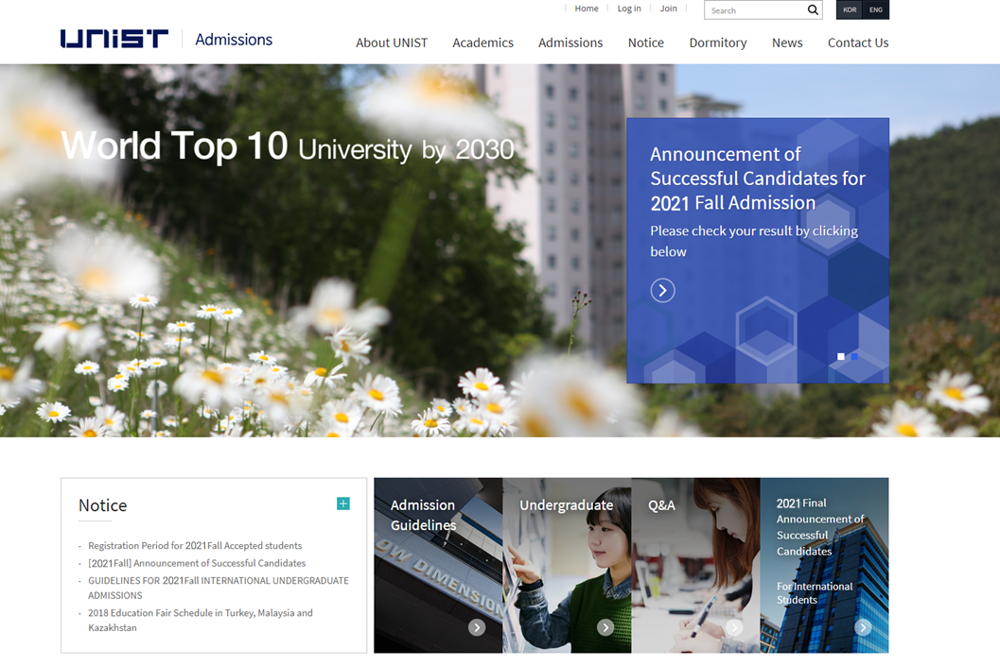 Home
Log in
Join
Search
KOR
ENG
UNIST
Admissions
About UNIST
Academics
Admissions
Notice
Dormitory
News
Contact Us
World Top 10 University by 2030
Announcement of
Successful Candidates for
2021 Fall Admission
Please check your result by clicking
below
Notice
- Registration Period for 2021Fall Accepted students
- [2021Fall] Announcement of Successful Candidates
- GUIDELINES FOR 2021Fall INTERNATIONAL UNDERGRADUATE
ADMISSIONS
- 2018 Education Fair Schedule in Turkey, Malaysia and
Kazakhstan
Admission
Guidelines
LOW DIMENSION
Undergraduate
Q&A
2021Final
Announcement of
Successful
Candidates
For International
Students